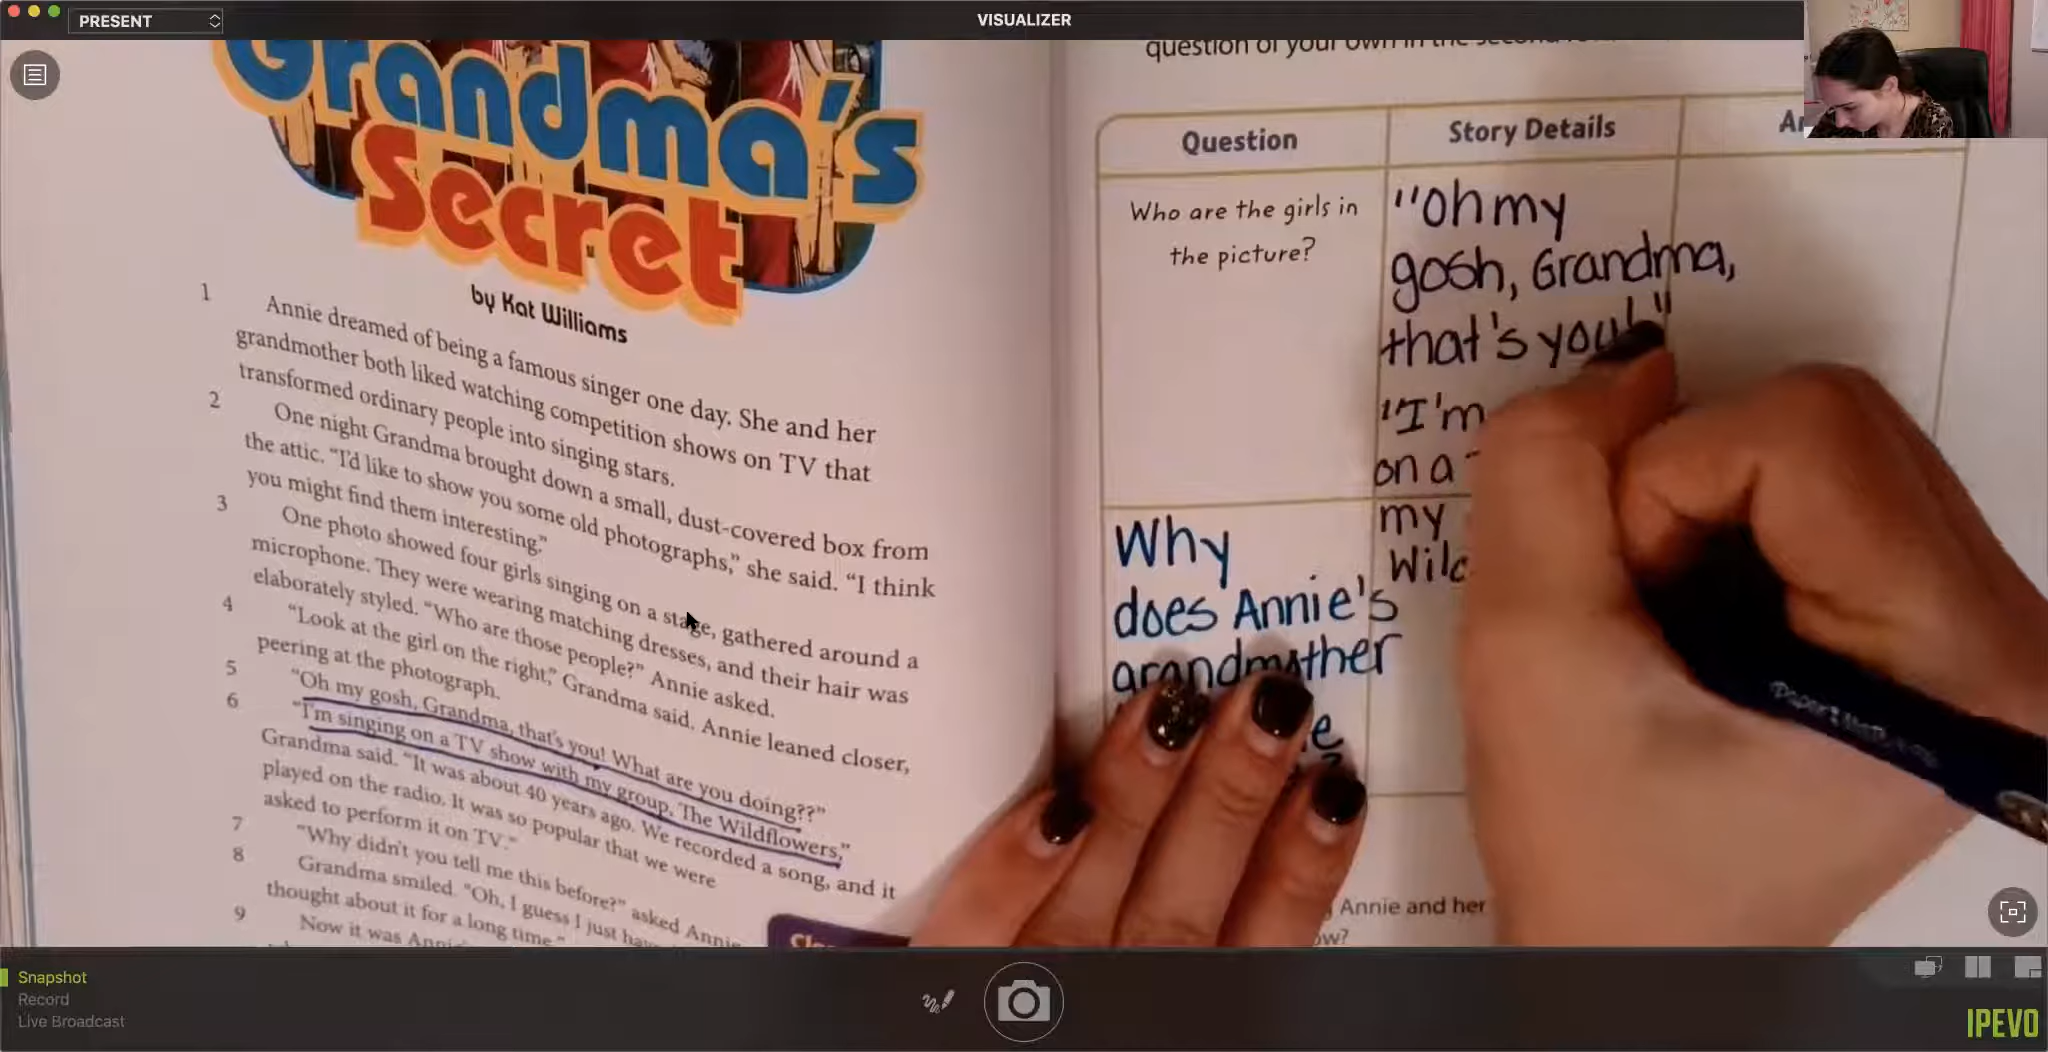 PRESENT
VISUALIZER
Grandma's
Secret
by Kat Williams
1 Annie dreamed of being a famous singer one day. She and her
grandmother both liked watching competition shows on TV that
transformed ordinary people into singing stars.
2 One night Grandma brought down a small, dust-covered box from
the attic. “I’d like to show you some old photographs,” she said. “I think
you might find them interesting.”
3 One photo showed four girls singing on a stage, gathered around a
microphone. They were wearing matching dresses, and their hair was
elaborately styled. “Who are those people?” Annie asked.
4 “Look at the girl on the right,” Grandma said. Annie leaned closer,
peering at the photograph.
5 “Oh my gosh, Grandma, that’s you! What are you doing??”
6 “I’m singing on a TV show with my group, The Wildflowers,”
Grandma said. “It was about 40 years ago. We recorded a song, and it
played on the radio. It was so popular that we were
asked to perform it on TV.”
7 “Why didn’t you tell me this before?” asked Annie
8 Grandma smiled. “Oh, I guess I just
thought about it for a long time.”
9 Now it was
question of your own in the second
Question
Story Details
Who are the girls in
the picture?
"Oh my
gosh, Grandma,
that's you!"
"I'm
on a
my
Why
does Annie's
grandmother
Annie and her
Snapshot
Record
Live Broadcast
IPEVO